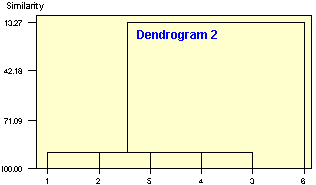 Similarity
13.27
Dendrogram 2
42.18
71.09
100.00
1 2 5 4 3 6